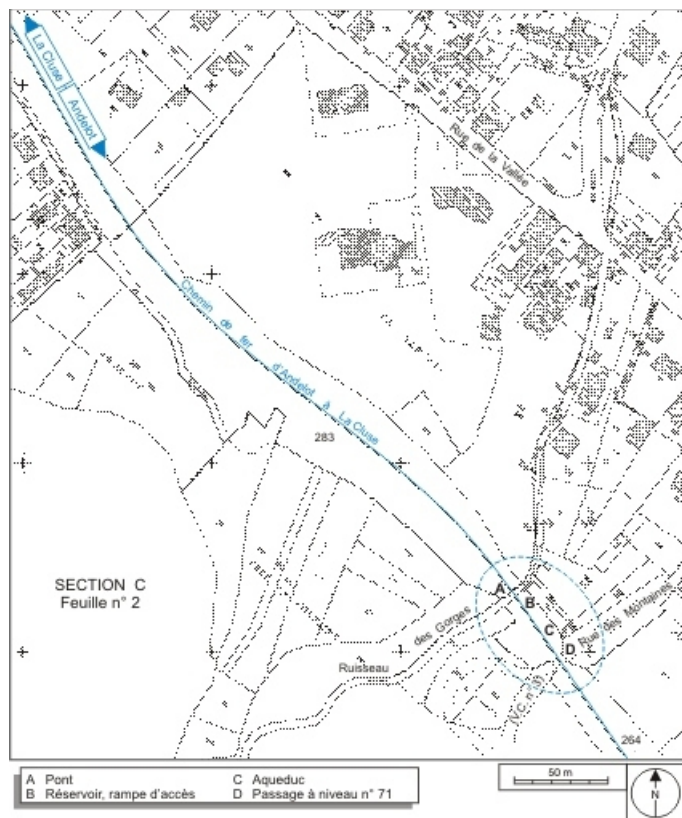 La Cluse
Andelot
Rue de la Vallée
Chemin de fer d'Andelot à La Cluse
283
SECTION C
Feuille n° 2
A
B
C
D
Ruisseau des Gorges
Rue des Montaines
(V.C. n° 3)
264
A Pont
B Réservoir, rampe d'accès
C Aqueduc
D Passage à niveau n° 71
50 m
N